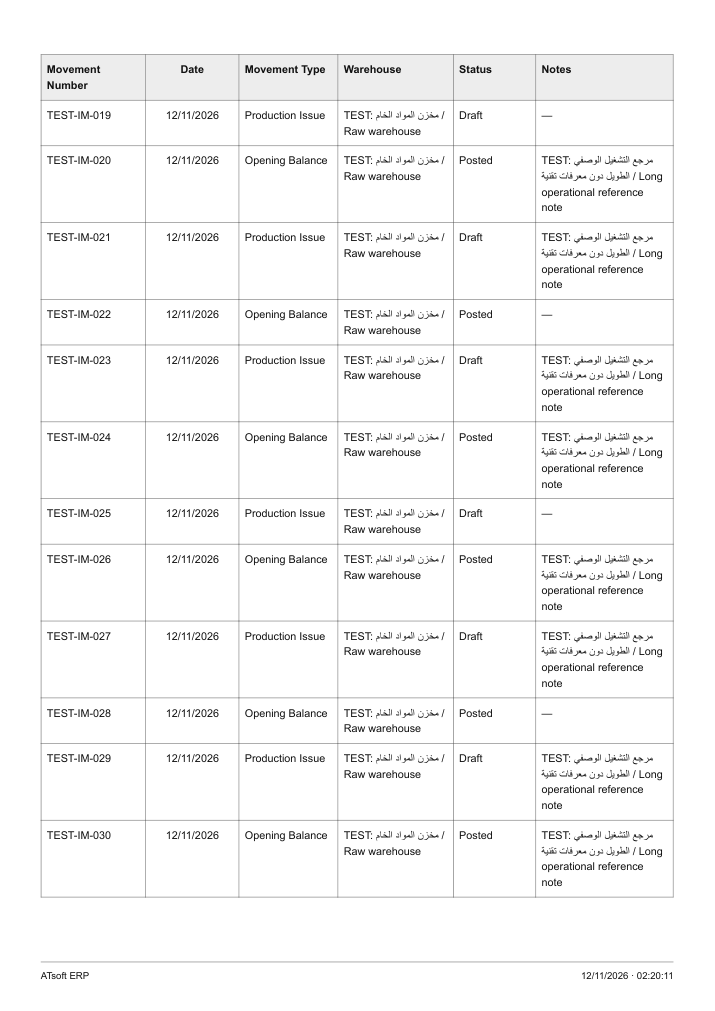 Movement Number Date Movement Type Warehouse Status Notes
TEST-IM-019 12/11/2026 Production Issue TEST: مخزن المواد الخام / Draft —
Raw warehouse
TEST-IM-020 12/11/2026 Opening Balance TEST: مخزن المواد الخام / Posted TEST: مرجع التشغيل الوصفي
Raw warehouse الطويل دون معرفات تقنية / Long
operational reference
note
TEST-IM-021 12/11/2026 Production Issue TEST: مخزن المواد الخام / Draft TEST: مرجع التشغيل الوصفي
Raw warehouse الطويل دون معرفات تقنية / Long
operational reference
note
TEST-IM-022 12/11/2026 Opening Balance TEST: مخزن المواد الخام / Posted —
Raw warehouse
TEST-IM-023 12/11/2026 Production Issue TEST: مخزن المواد الخام / Draft TEST: مرجع التشغيل الوصفي
Raw warehouse الطويل دون معرفات تقنية / Long
operational reference
note
TEST-IM-024 12/11/2026 Opening Balance TEST: مخزن المواد الخام / Posted TEST: مرجع التشغيل الوصفي
Raw warehouse الطويل دون معرفات تقنية / Long
operational reference
note
TEST-IM-025 12/11/2026 Production Issue TEST: مخزن المواد الخام / Draft —
Raw warehouse
TEST-IM-026 12/11/2026 Opening Balance TEST: مخزن المواد الخام / Posted TEST: مرجع التشغيل الوصفي
Raw warehouse الطويل دون معرفات تقنية / Long
operational reference
note
TEST-IM-027 12/11/2026 Production Issue TEST: مخزن المواد الخام / Draft TEST: مرجع التشغيل الوصفي
Raw warehouse الطويل دون معرفات تقنية / Long
operational reference
note
TEST-IM-028 12/11/2026 Opening Balance TEST: مخزن المواد الخام / Posted —
Raw warehouse
TEST-IM-029 12/11/2026 Production Issue TEST: مخزن المواد الخام / Draft TEST: مرجع التشغيل الوصفي
Raw warehouse الطويل دون معرفات تقنية / Long
operational reference
note
TEST-IM-030 12/11/2026 Opening Balance TEST: مخزن المواد الخام / Posted TEST: مرجع التشغيل الوصفي
Raw warehouse الطويل دون معرفات تقنية / Long
operational reference
note
ATsoft ERP 12/11/2026 · 02:20:11